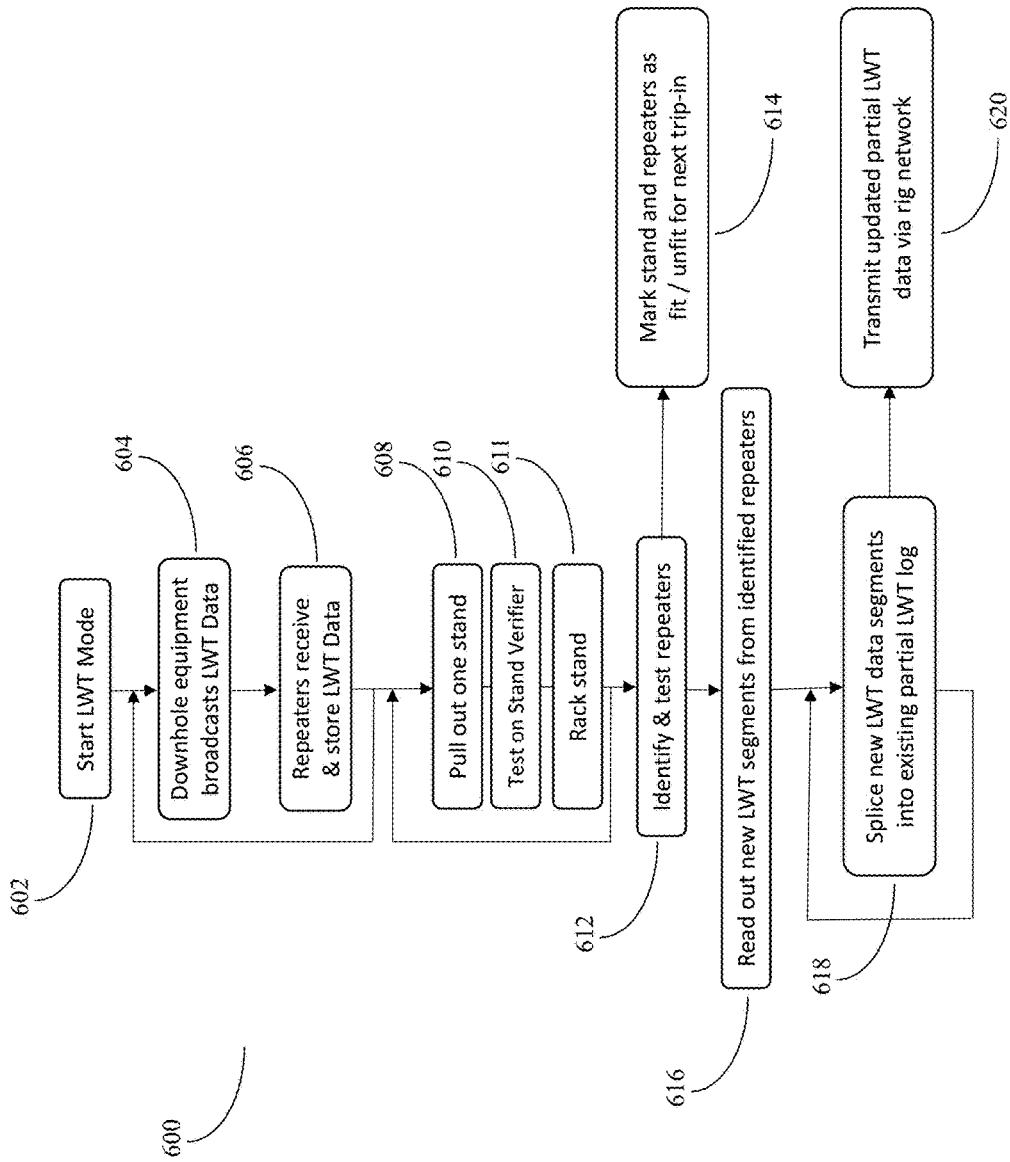 600
602
Start LWT Mode
604
Downhole equipment
broadcasts LWT Data
606
Repeaters receive
& store LWT Data
608
Pull out one stand
610
Test on Stand Verifier
611
Rack stand
612
Identify & test repeaters
614
Mark stand and repeaters as
fit / unfit for next trip-in
616
Read out new LWT segments from identified repeaters
618
Splice new LWT data segments
into existing partial LWT log
620
Transmit updated partial LWT
data via rig network